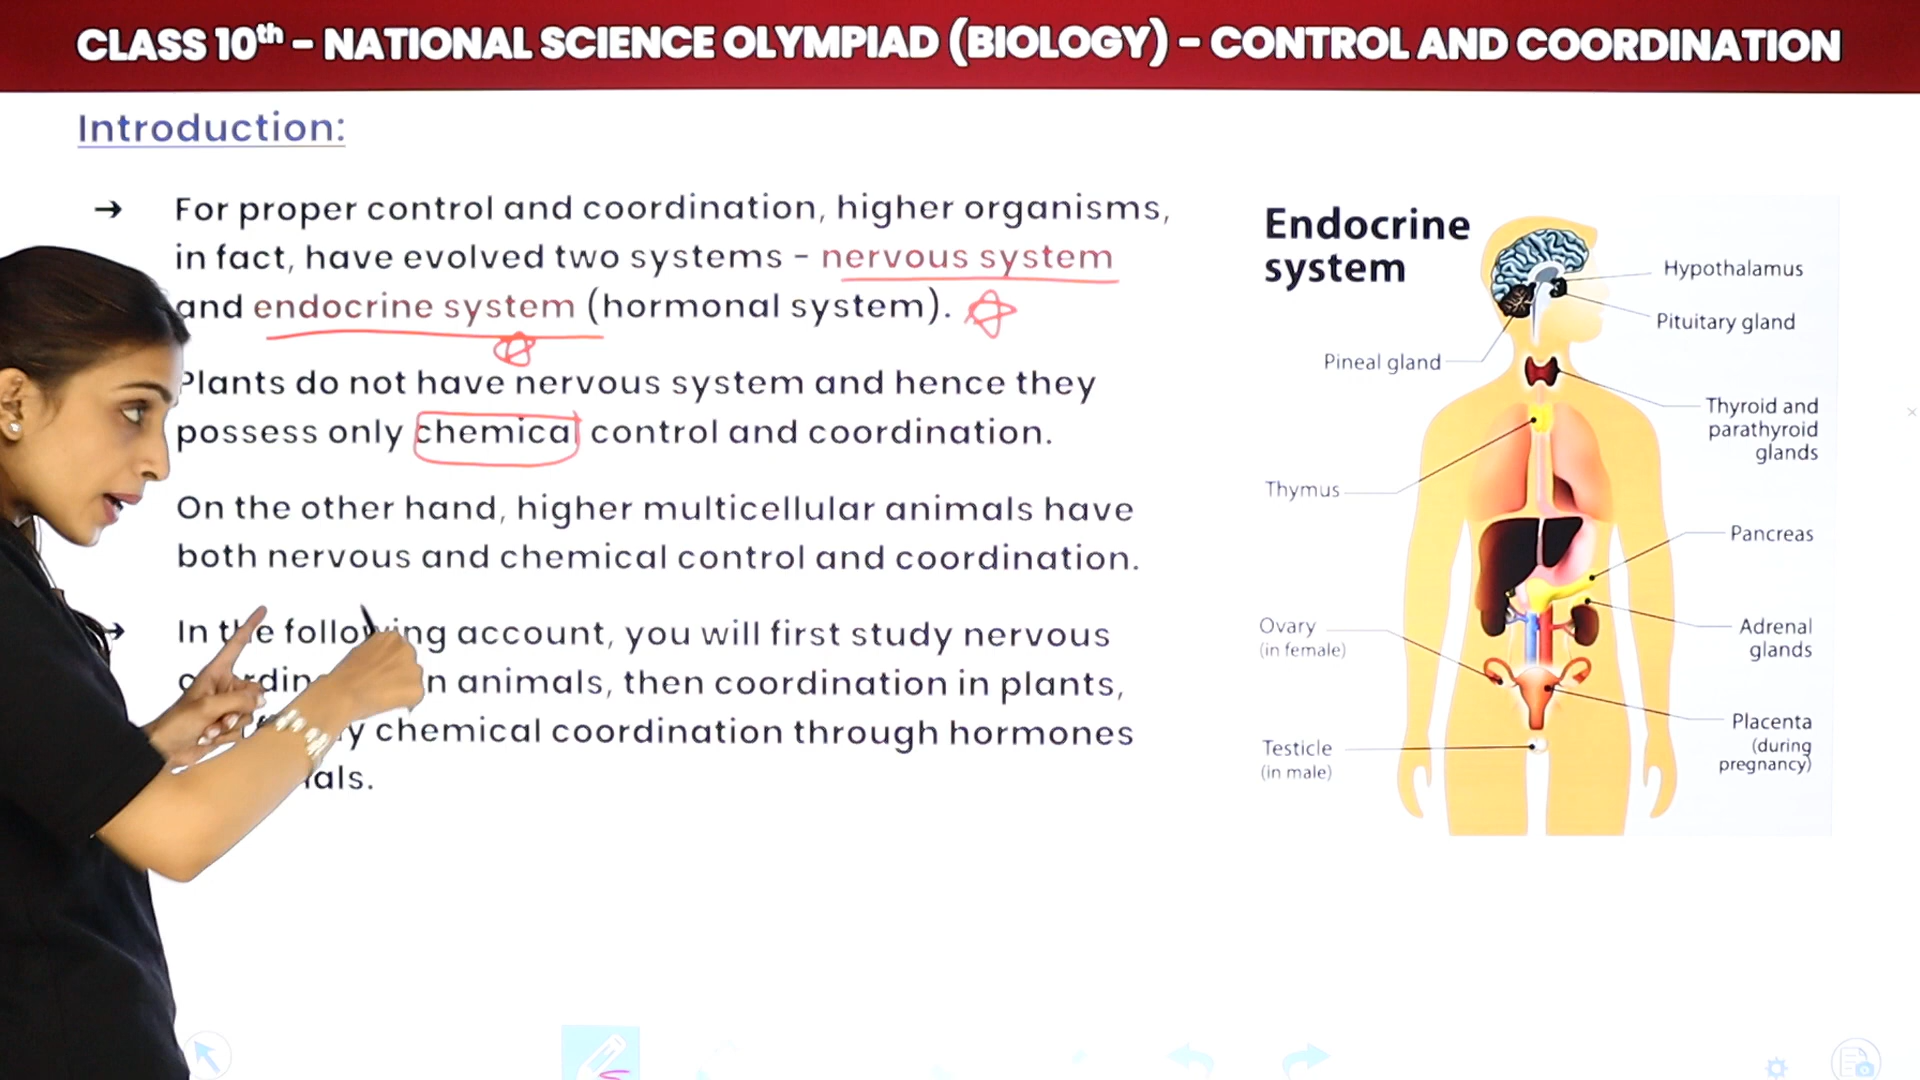 CLASS 10th - NATIONAL SCIENCE OLYMPIAD (BIOLOGY) - CONTROL AND COORDINATION
Introduction:
→ For proper control and coordination, higher organisms,
in fact, have evolved two systems - nervous system
and endocrine system (hormonal system).
Plants do not have nervous system and hence they
possess only chemical control and coordination.
On the other hand, higher multicellular animals have
both nervous and chemical control and coordination.
→ In the following account, you will first study nervous
in animals, then coordination in plants,
chemical coordination through hormones
Endocrine
system
Hypothalamus
Pituitary gland
Pineal gland
Thyroid and
parathyroid
glands
Thymus
Pancreas
Ovary
(in female)
Adrenal
glands
Placenta
(during
pregnancy)
Testicle
(in male)